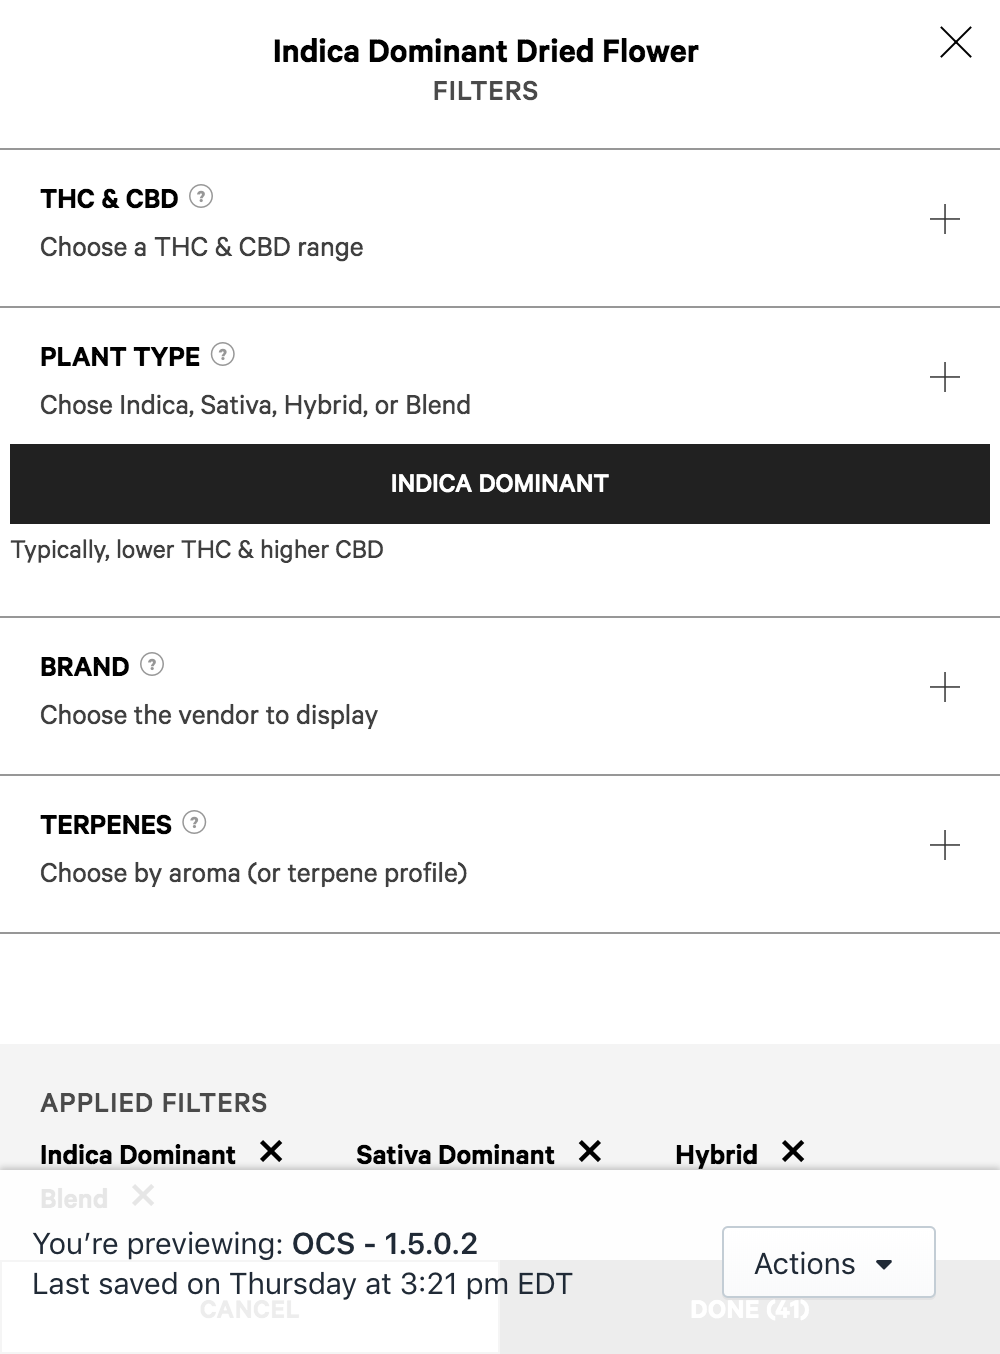 Indica Dominant Dried Flower
FILTERS
THC & CBD ?
Choose a THC & CBD range
PLANT TYPE ?
Chose Indica, Sativa, Hybrid, or Blend
INDICA DOMINANT
Typically, lower THC & higher CBD
BRAND ?
Choose the vendor to display
TERPENES ?
Choose by aroma (or terpene profile)
APPLIED FILTERS
Indica Dominant Sativa Dominant Hybrid
Blend
You’re previewing: OCS - 1.5.0.2
Last saved on Thursday at 3:21 pm EDT
Actions
CANCEL DONE (41)